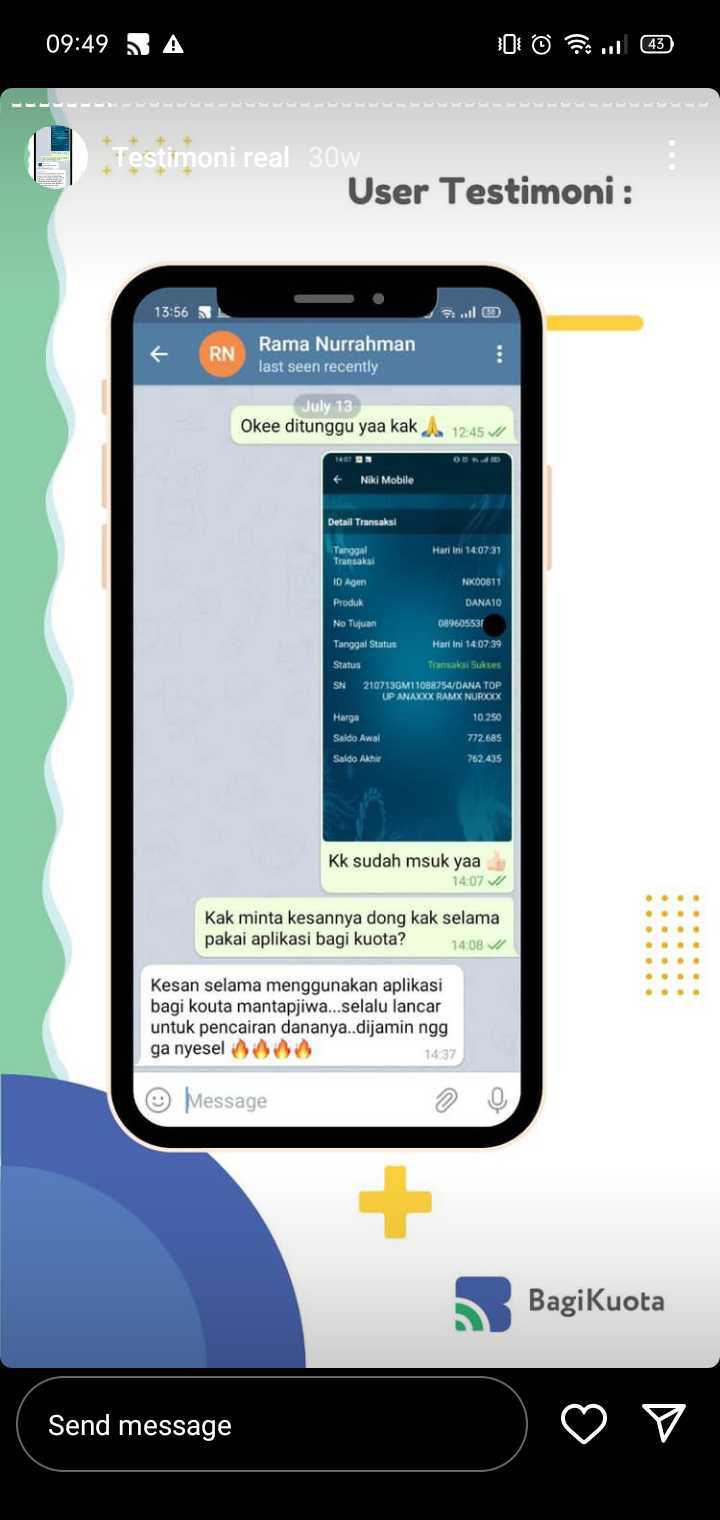 09:49
43
Testimoni real 30w
User Testimoni :
13:56
38
RN
Rama Nurrahman
last seen recently
July 13
Okee ditunggu yaa kak 🙏 12:45
14:07
Niki Mobile
Detail Transaksi
Tanggal Transaksi Hari Ini 14:07:31
ID Agen NK00811
Produk DANA10
No Tujuan 08960553
Tanggal Status Hari Ini 14:07:39
Status Transaksi Sukses
SN 210713GM11088754/DANA TOP
UP ANAXXX RAMX NURXXX
Harga 10.250
Saldo Awal 772.685
Saldo Akhir 762.435
Kk sudah msuk yaa 👍🏻
14:07
Kak minta kesannya dong kak selama
pakai aplikasi bagi kuota? 14:08
Kesan selama menggunakan aplikasi
bagi kouta mantapjiwa...selalu lancar
untuk pencairan dananya..dijamin ngg
ga nyesel 🔥🔥🔥🔥 14:37
Message
BagiKuota
Send message